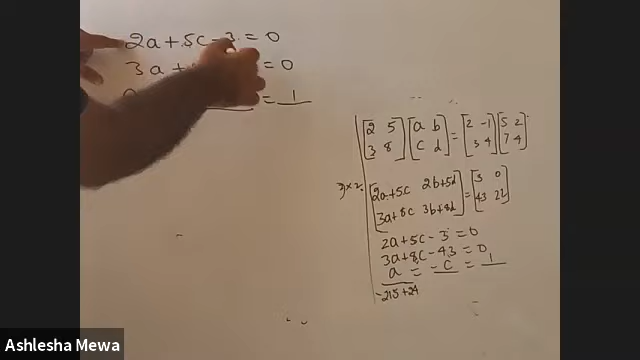 2a + 5c - 3 = 0
3a + = 0
= 1
[2 5 3 8] [a b c d] = [2 -1 3 4] [5 2 7 4]
[2a+5c 2b+5d 3a+8c 3b+8d] = [3 0 43 22]
2a+5c-3=0
3a+8c-43=0
a = -c = 1
-215+24
Ashlesha Mewa